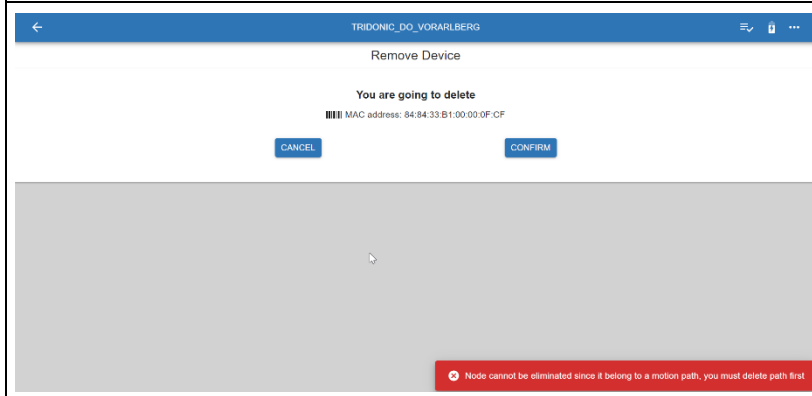 TRIDONIC_DO_VORARLBERG
Remove Device
You are going to delete
MAC address: 84:84:33:B1:00:00:0F:CF
CANCEL
CONFIRM
Node cannot be eliminated since it belong to a motion path, you must delete path first